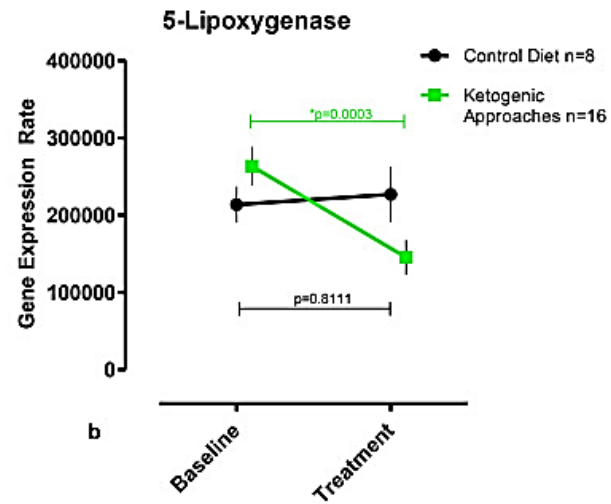 5-Lipoxygenase
Control Diet n=8
Ketogenic
Approaches n=16
Gene Expression Rate
400000
300000
200000
100000
0
*p=0.0003
p=0.8111
b
Baseline
Treatment